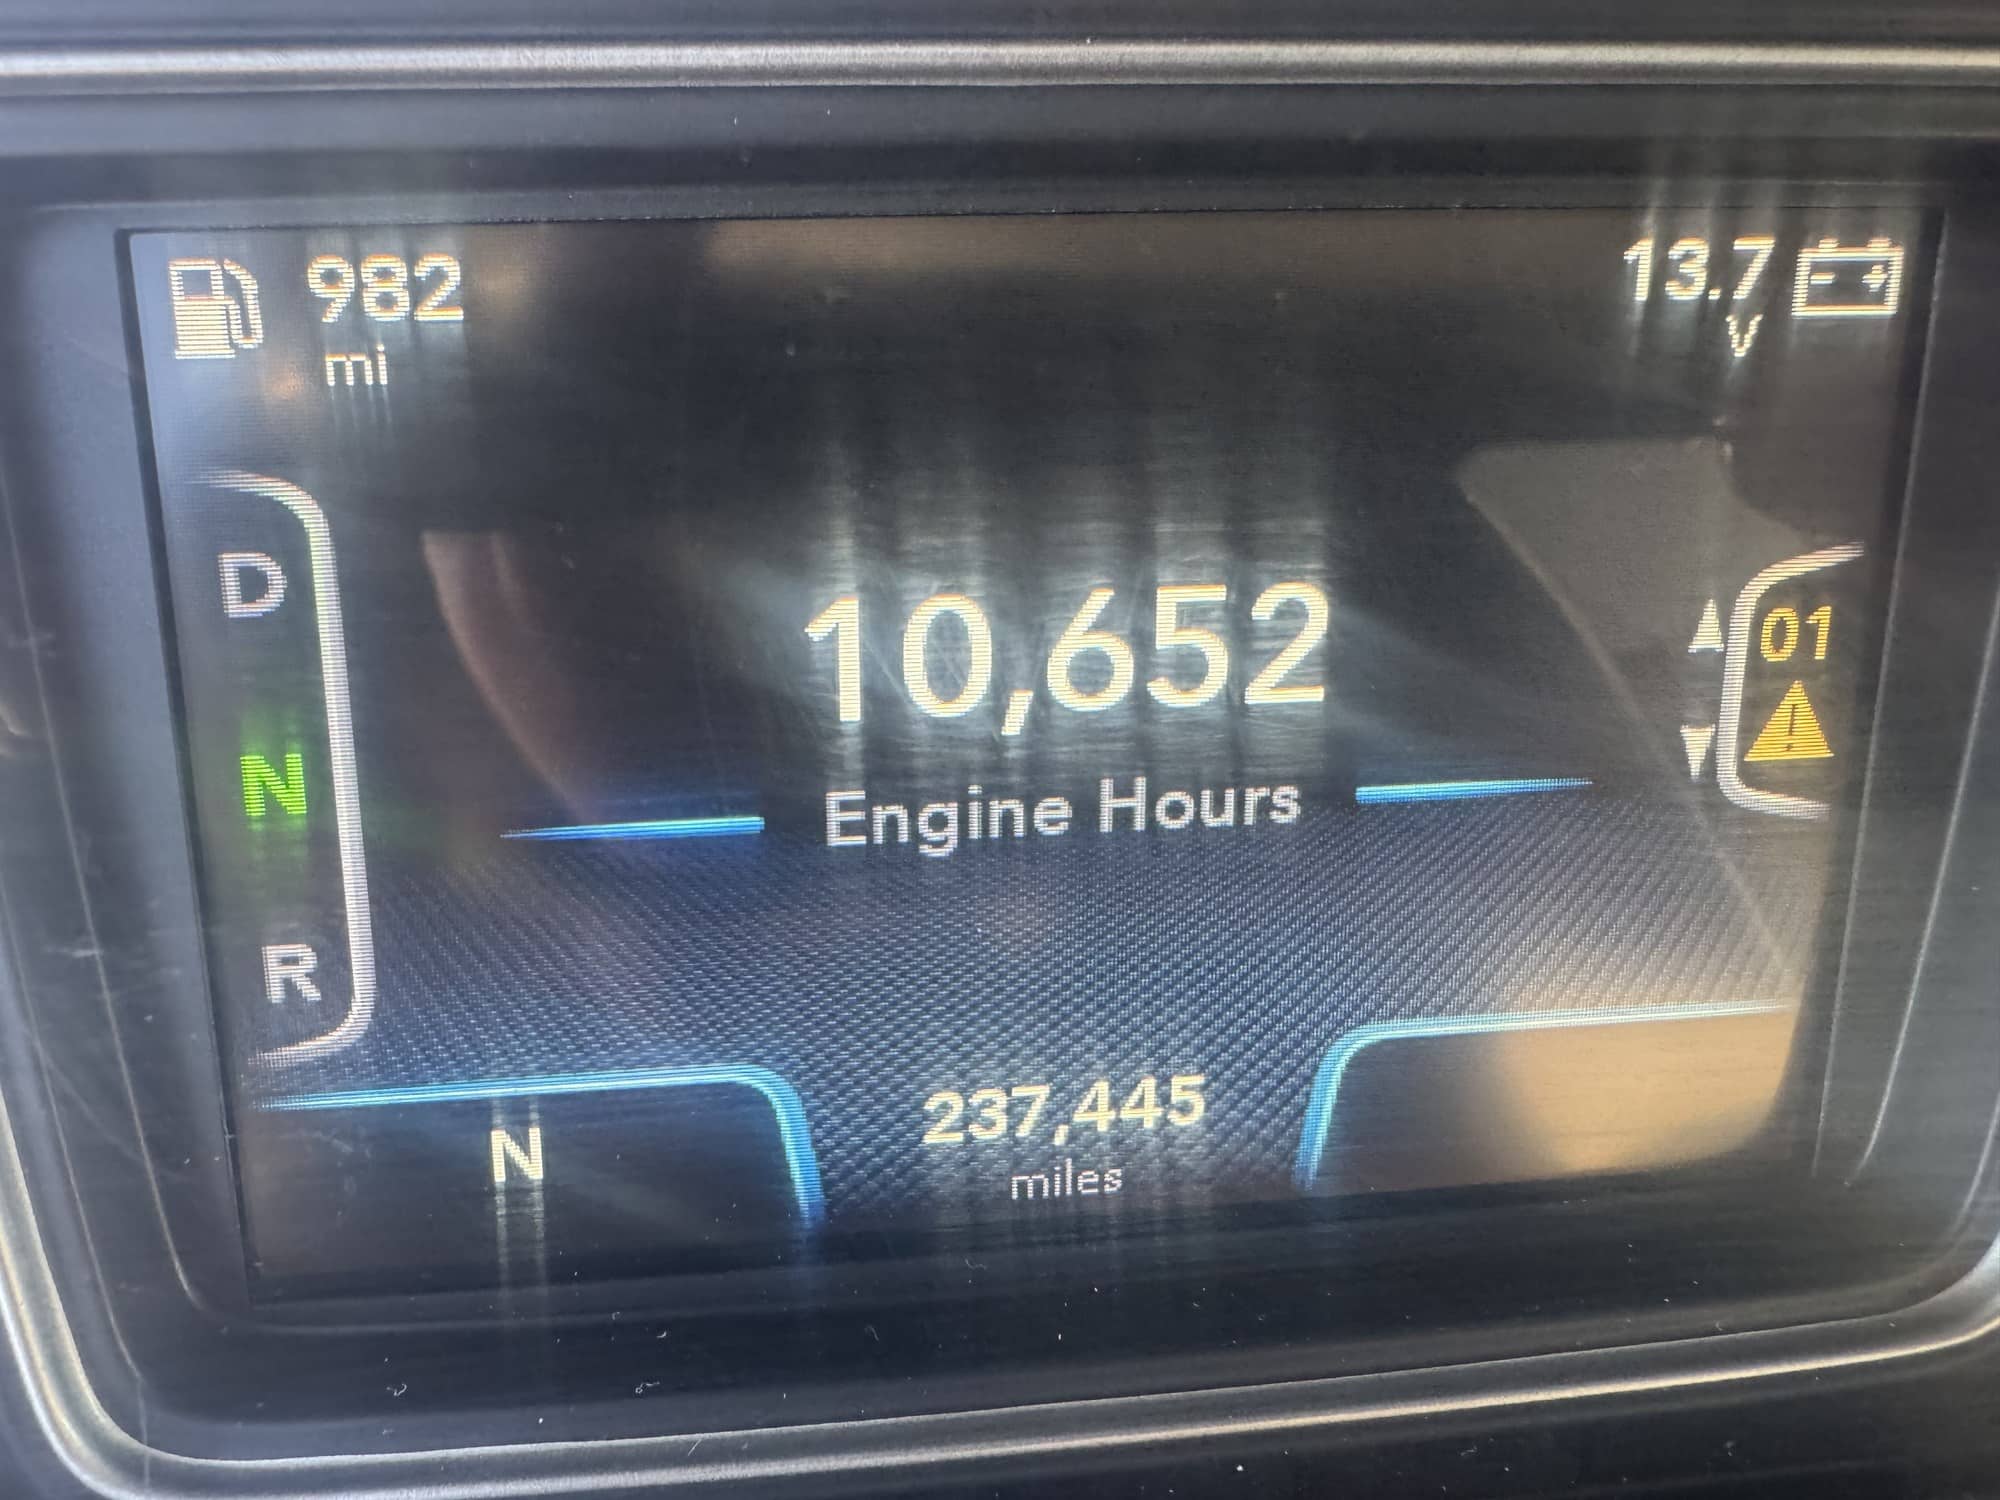 982
mi
13.7
V
D
N
R
10,652
Engine Hours
01
N
237,445
miles